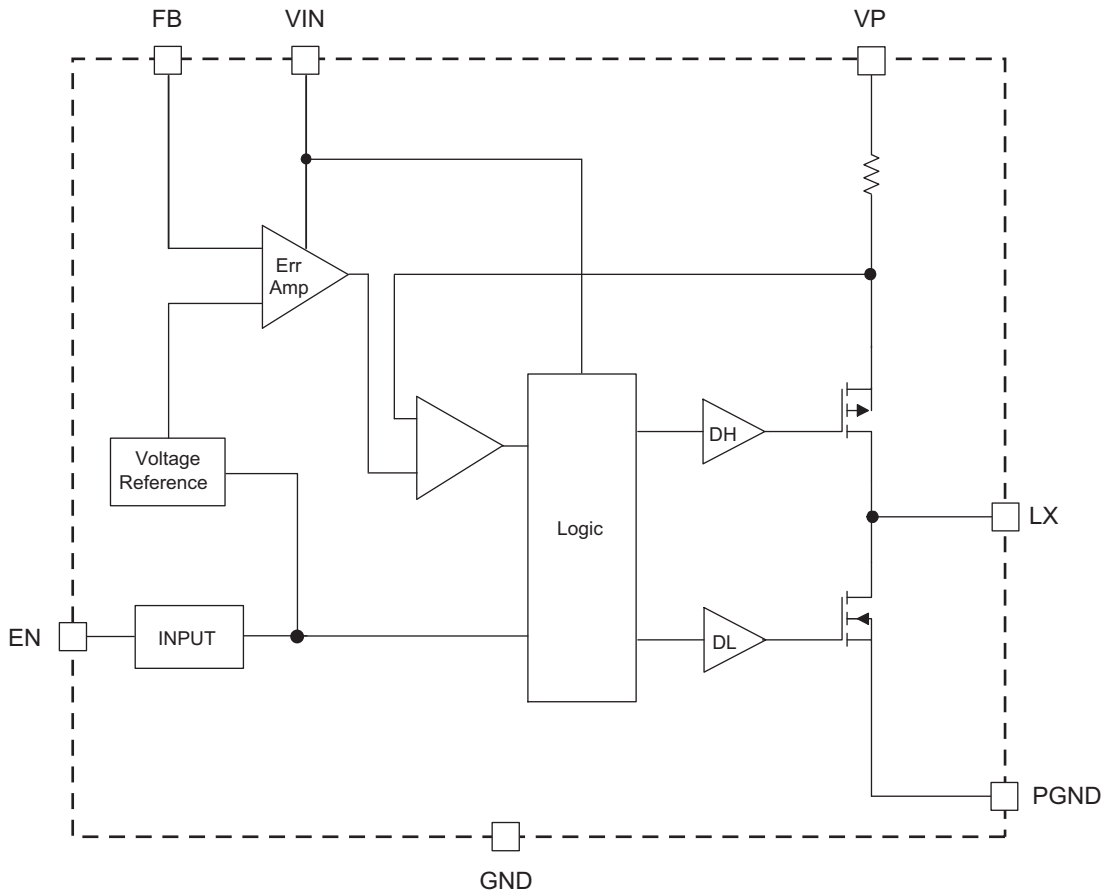 FB
VIN
VP
Err
Amp
DH
Voltage
Reference
LX
Logic
EN
INPUT
DL
PGND
GND